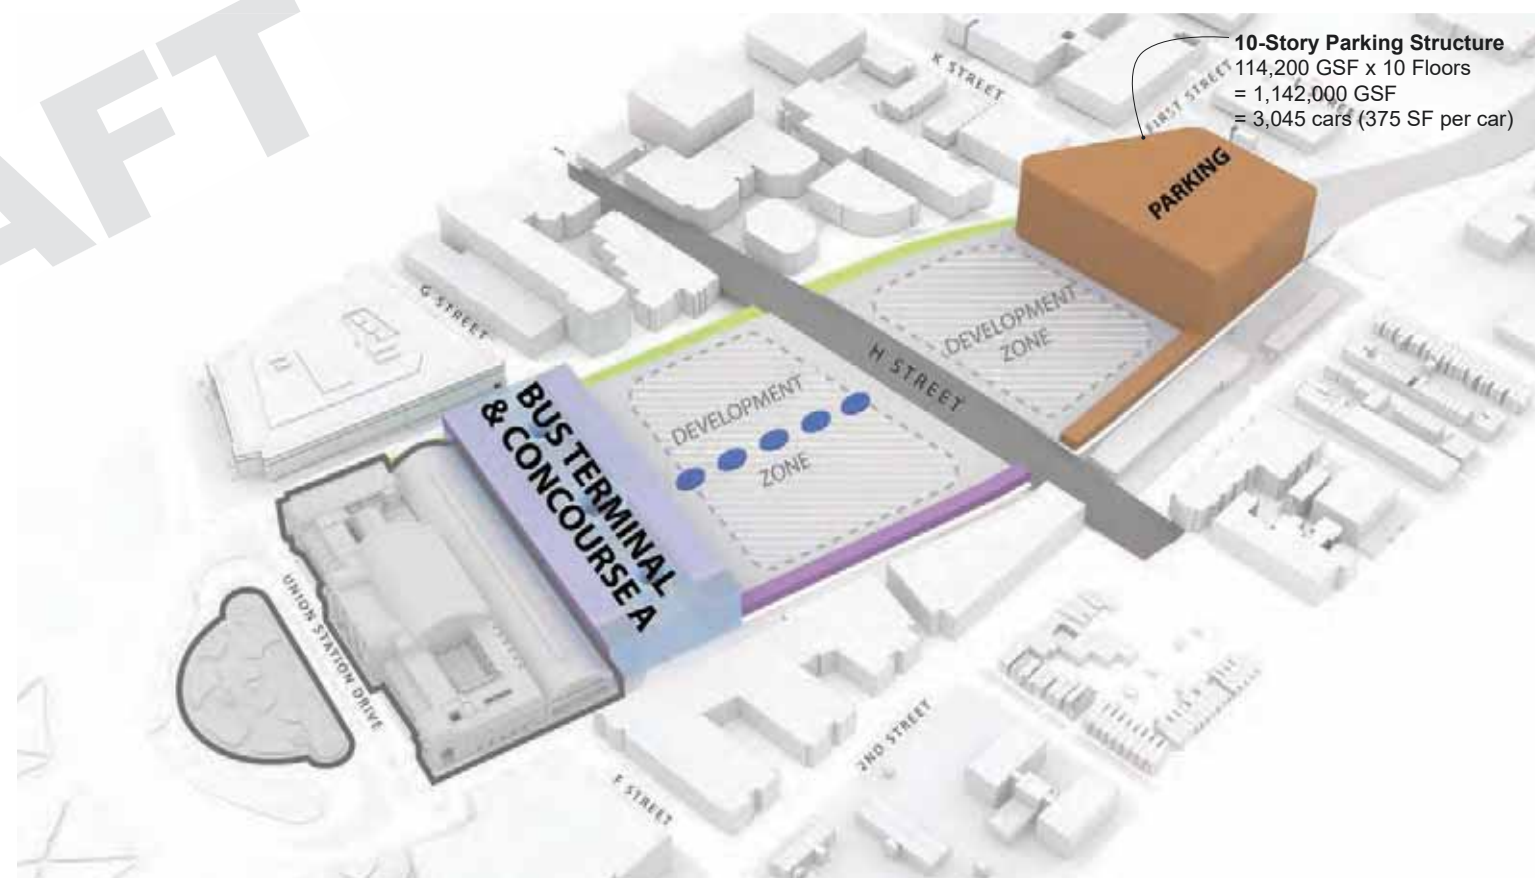 AFT
10-Story Parking Structure
114,200 GSF x 10 Floors
= 1,142,000 GSF
= 3,045 cars (375 SF per car)
K STREET
FIRST STREET
PARKING
G STREET
DEVELOPMENT
ZONE
H STREET
BUS TERMINAL
& CONCOURSE A
DEVELOPMENT
ZONE
UNION STATION DRIVE
2ND STREET
F STREET